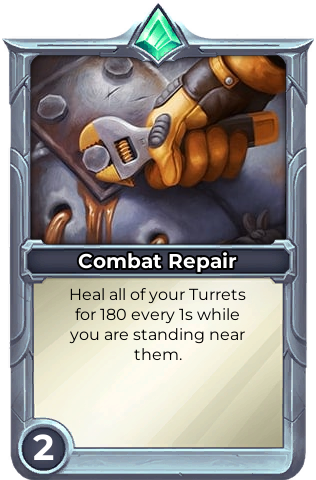 Combat Repair
Heal all of your Turrets
for 180 every 1s while
you are standing near
them.
2